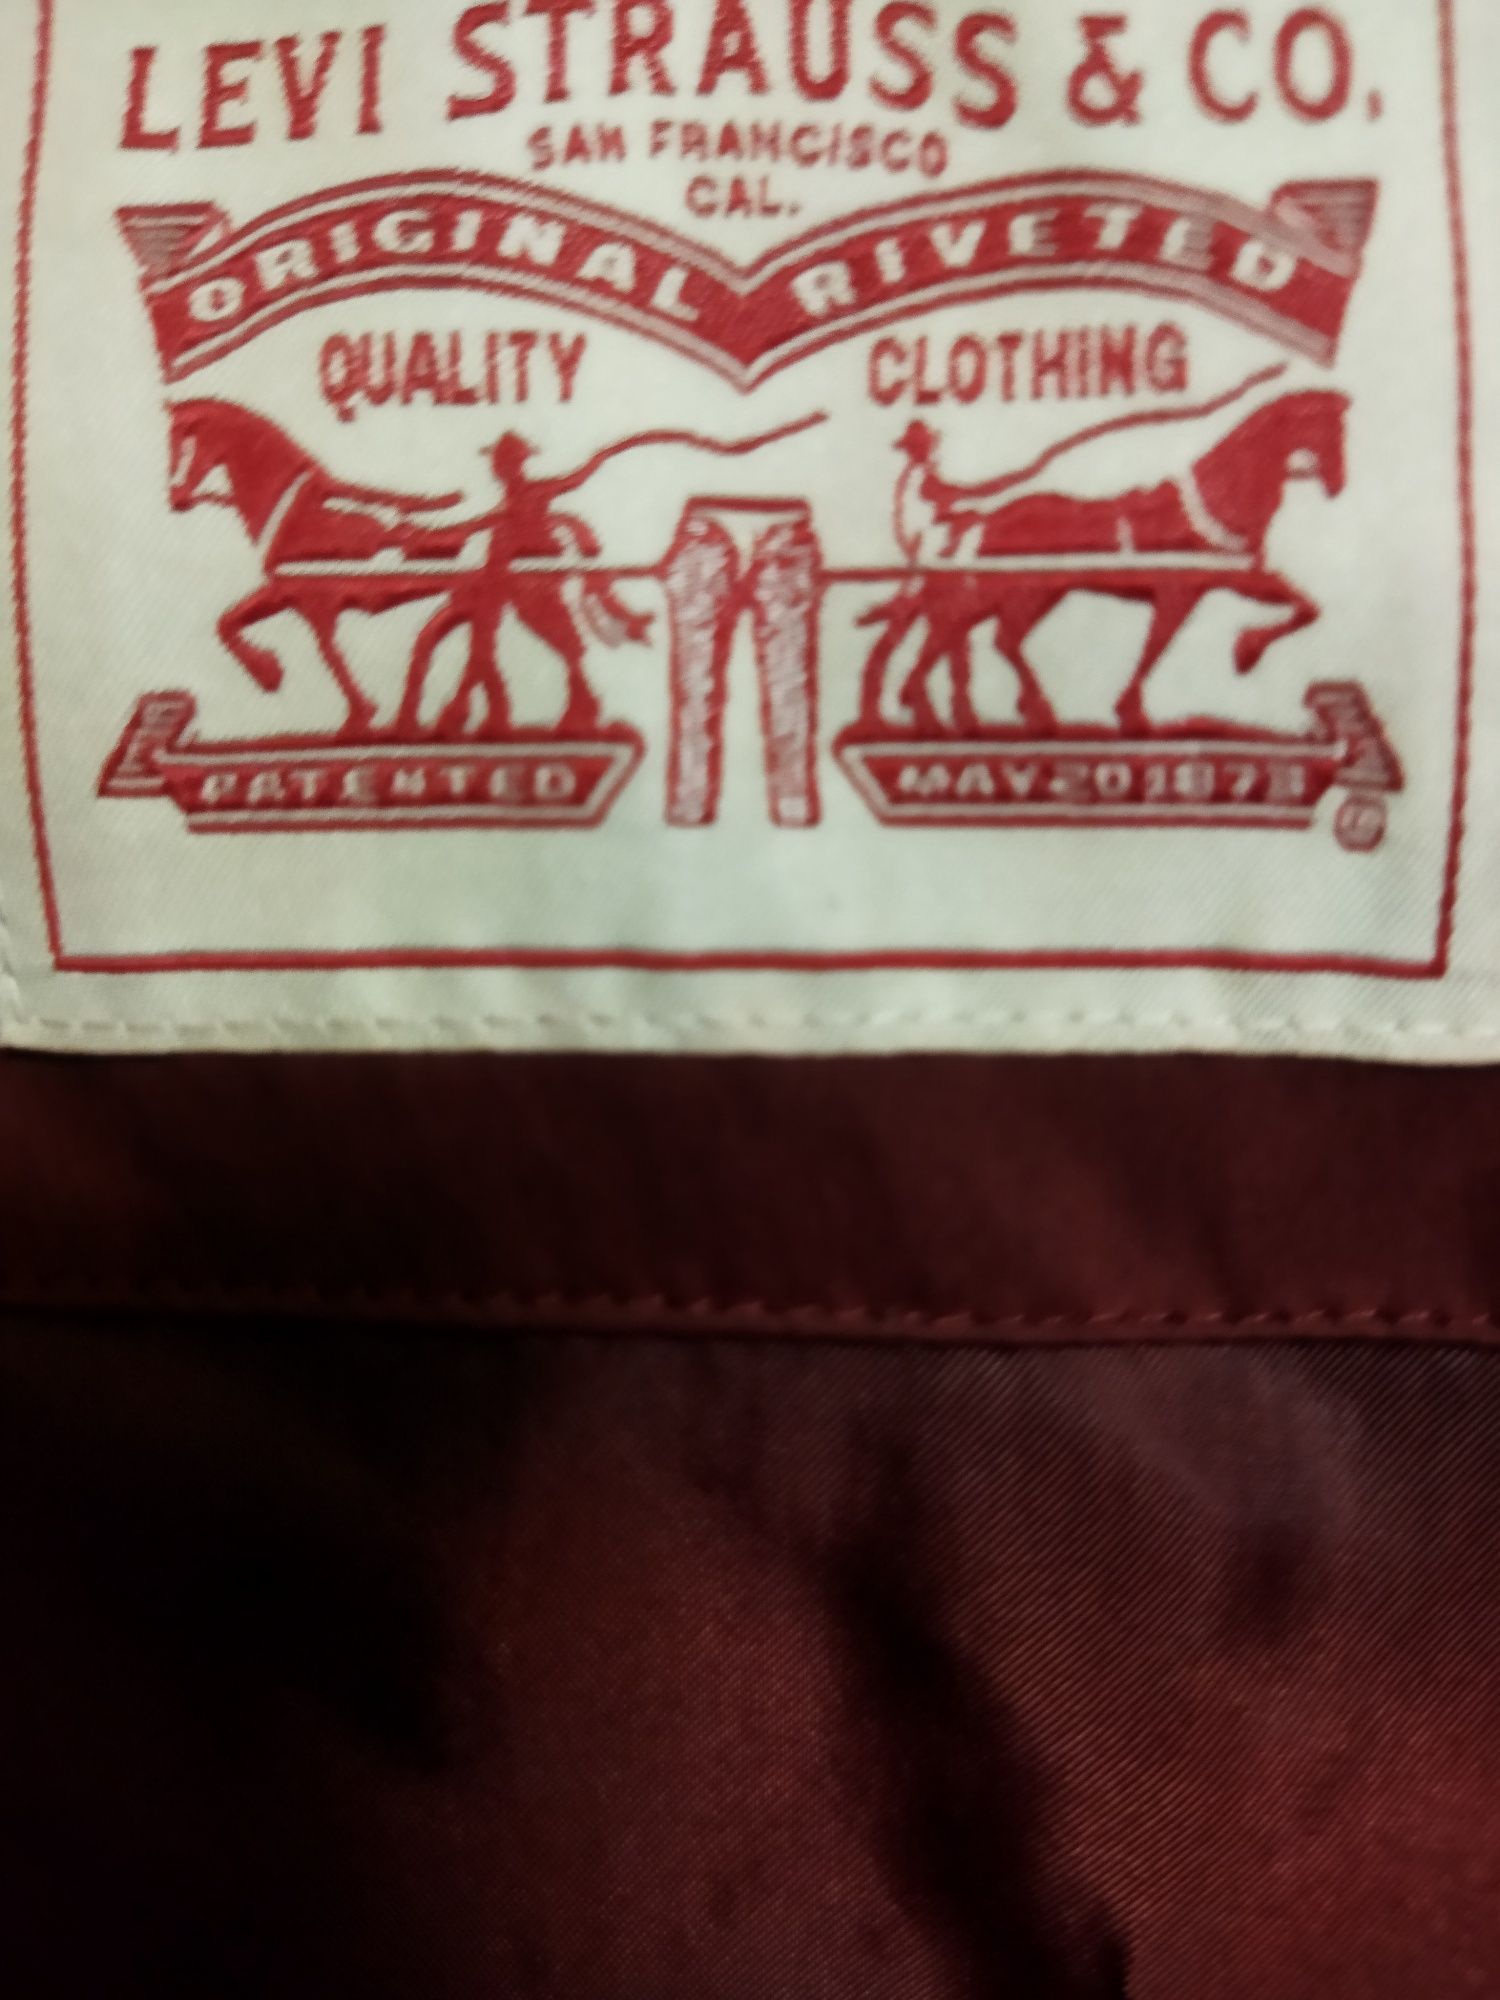 LEVI STRAUSS & CO.
SAN FRANCISCO
CAL.
ORIGINAL RIVETED
QUALITY CLOTHING
PATENTED MAY 20 1873
®